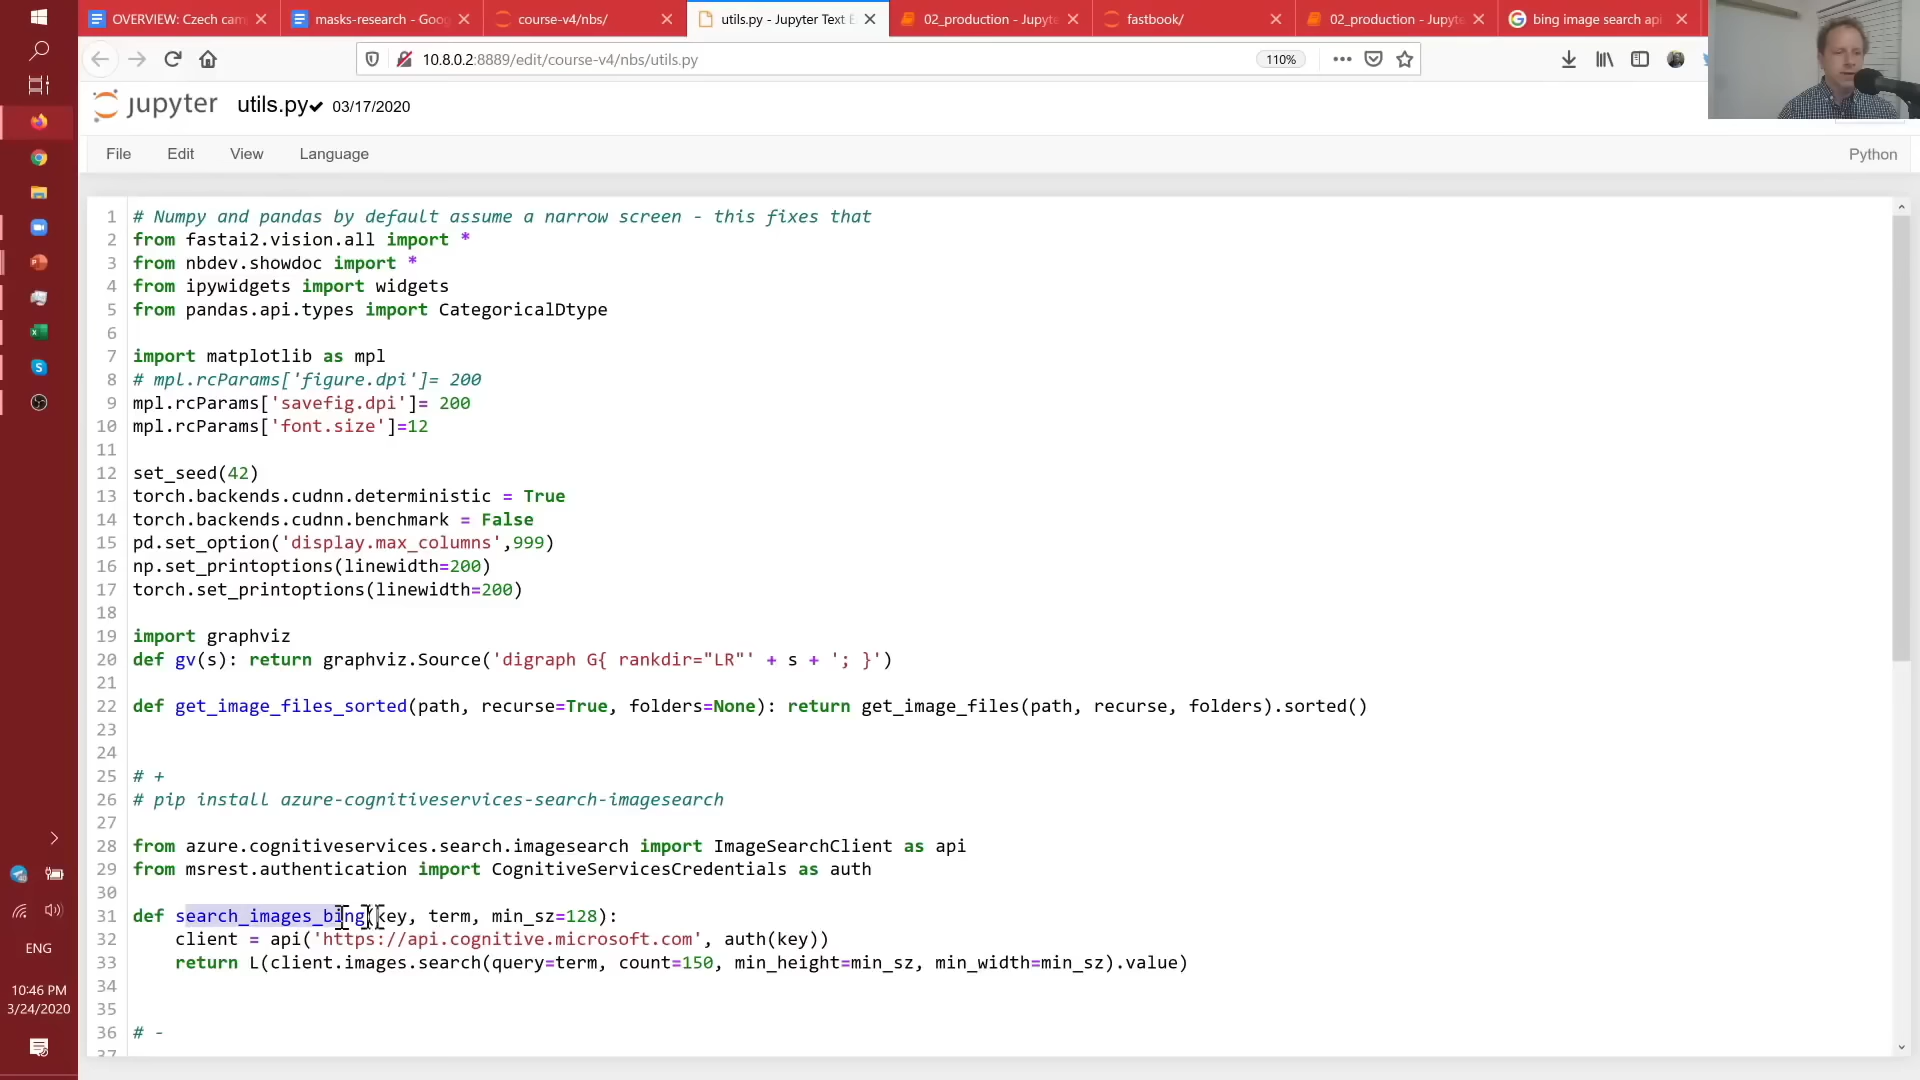 OVERVIEW: Czech cam
masks-research - Goog
course-v4/nbs/
utils.py - Jupyter Text E
02_production - Jupyte
fastbook/
02_production - Jupyte
bing image search api
10.8.0.2:8889/edit/course-v4/nbs/utils.py
110%
jupyter utils.py 03/17/2020
File Edit View Language
Python
1 # Numpy and pandas by default assume a narrow screen - this fixes that
2 from fastai2.vision.all import *
3 from nbdev.showdoc import *
4 from ipywidgets import widgets
5 from pandas.api.types import CategoricalDtype
6
7 import matplotlib as mpl
8 # mpl.rcParams['figure.dpi']= 200
9 mpl.rcParams['savefig.dpi']= 200
10 mpl.rcParams['font.size']=12
11
12 set_seed(42)
13 torch.backends.cudnn.deterministic = True
14 torch.backends.cudnn.benchmark = False
15 pd.set_option('display.max_columns',999)
16 np.set_printoptions(linewidth=200)
17 torch.set_printoptions(linewidth=200)
18
19 import graphviz
20 def gv(s): return graphviz.Source('digraph G{ rankdir="LR"' + s + '; }')
21
22 def get_image_files_sorted(path, recurse=True, folders=None): return get_image_files(path, recurse, folders).sorted()
23
24
25 # +
26 # pip install azure-cognitiveservices-search-imagesearch
27
28 from azure.cognitiveservices.search.imagesearch import ImageSearchClient as api
29 from msrest.authentication import CognitiveServicesCredentials as auth
30
31 def search_images_bing(key, term, min_sz=128):
32 client = api('https://api.cognitive.microsoft.com', auth(key))
33 return L(client.images.search(query=term, count=150, min_height=min_sz, min_width=min_sz).value)
34
35
36 # -
37
ENG
10:46 PM
3/24/2020